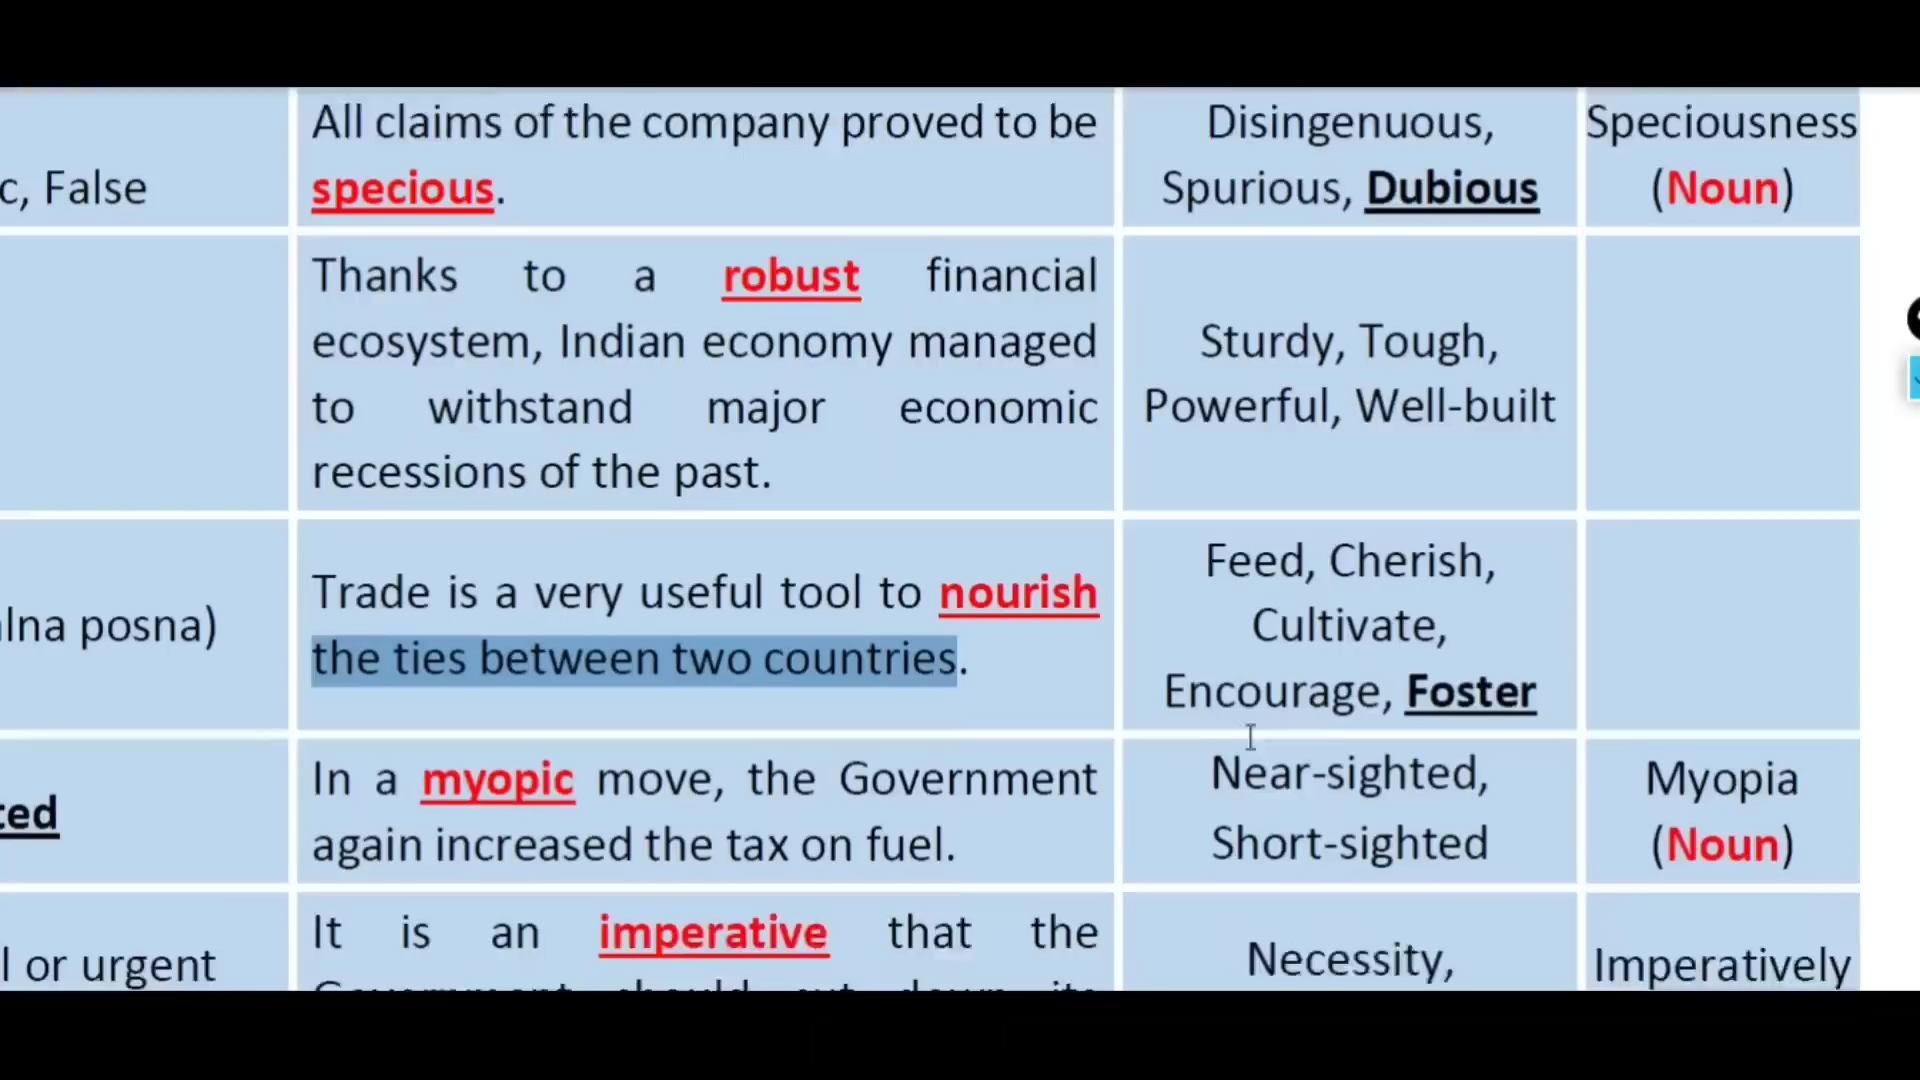 c, False
All claims of the company proved to be
specious.
Disingenuous,
Spurious, Dubious
Speciousness
(Noun)
Thanks to a robust financial
ecosystem, Indian economy managed
to withstand major economic
recessions of the past.
Sturdy, Tough,
Powerful, Well-built
alna posna)
Trade is a very useful tool to nourish
the ties between two countries.
Feed, Cherish,
Cultivate,
Encourage, Foster
ted
In a myopic move, the Government
again increased the tax on fuel.
Near-sighted,
Short-sighted
Myopia
(Noun)
l or urgent
It is an imperative that the
Necessity,
Imperatively